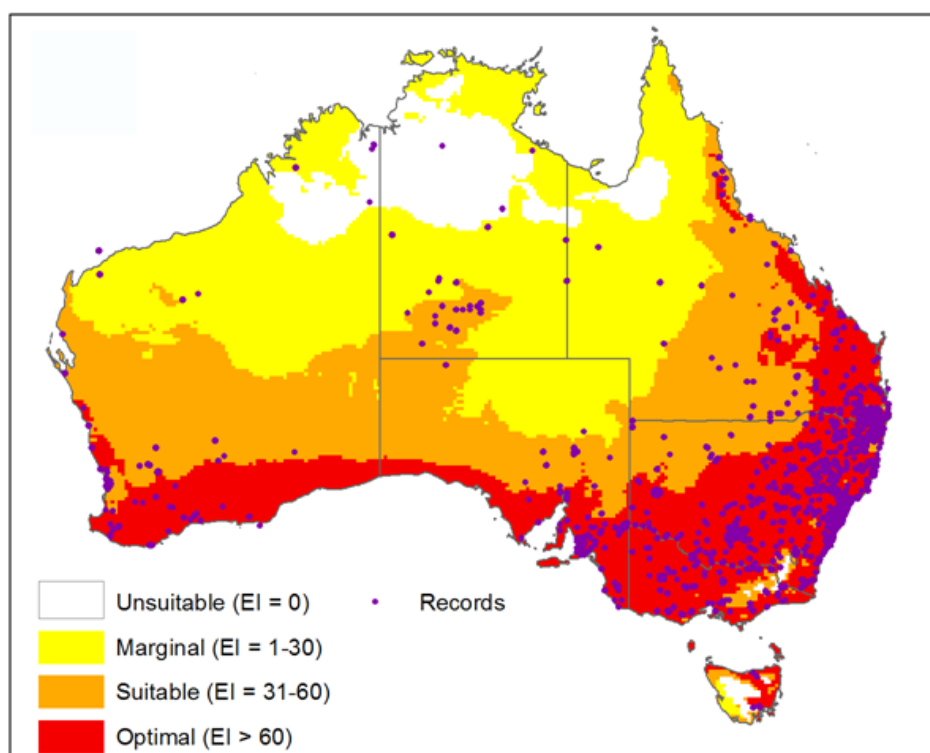 Unsuitable (EI = 0) Records
Marginal (EI = 1-30)
Suitable (EI = 31-60)
Optimal (EI > 60)